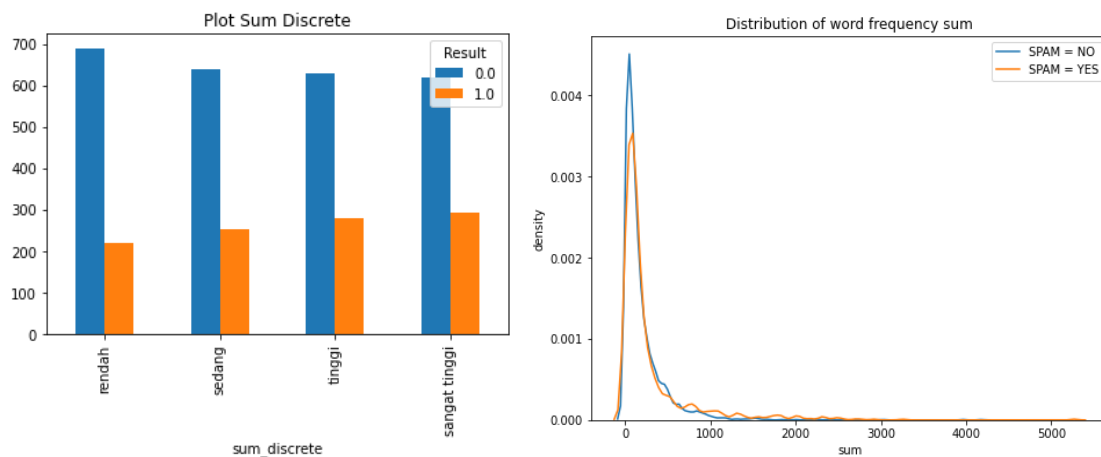 Plot Sum Discrete
700
600
500
400
300
200
100
0
Result
0.0
1.0
rendah
sedang
tinggi
sangat tinggi
sum_discrete
Distribution of word frequency sum
SPAM = NO
SPAM = YES
density
0.004
0.003
0.002
0.001
0.000
0
1000
2000
3000
4000
5000
sum